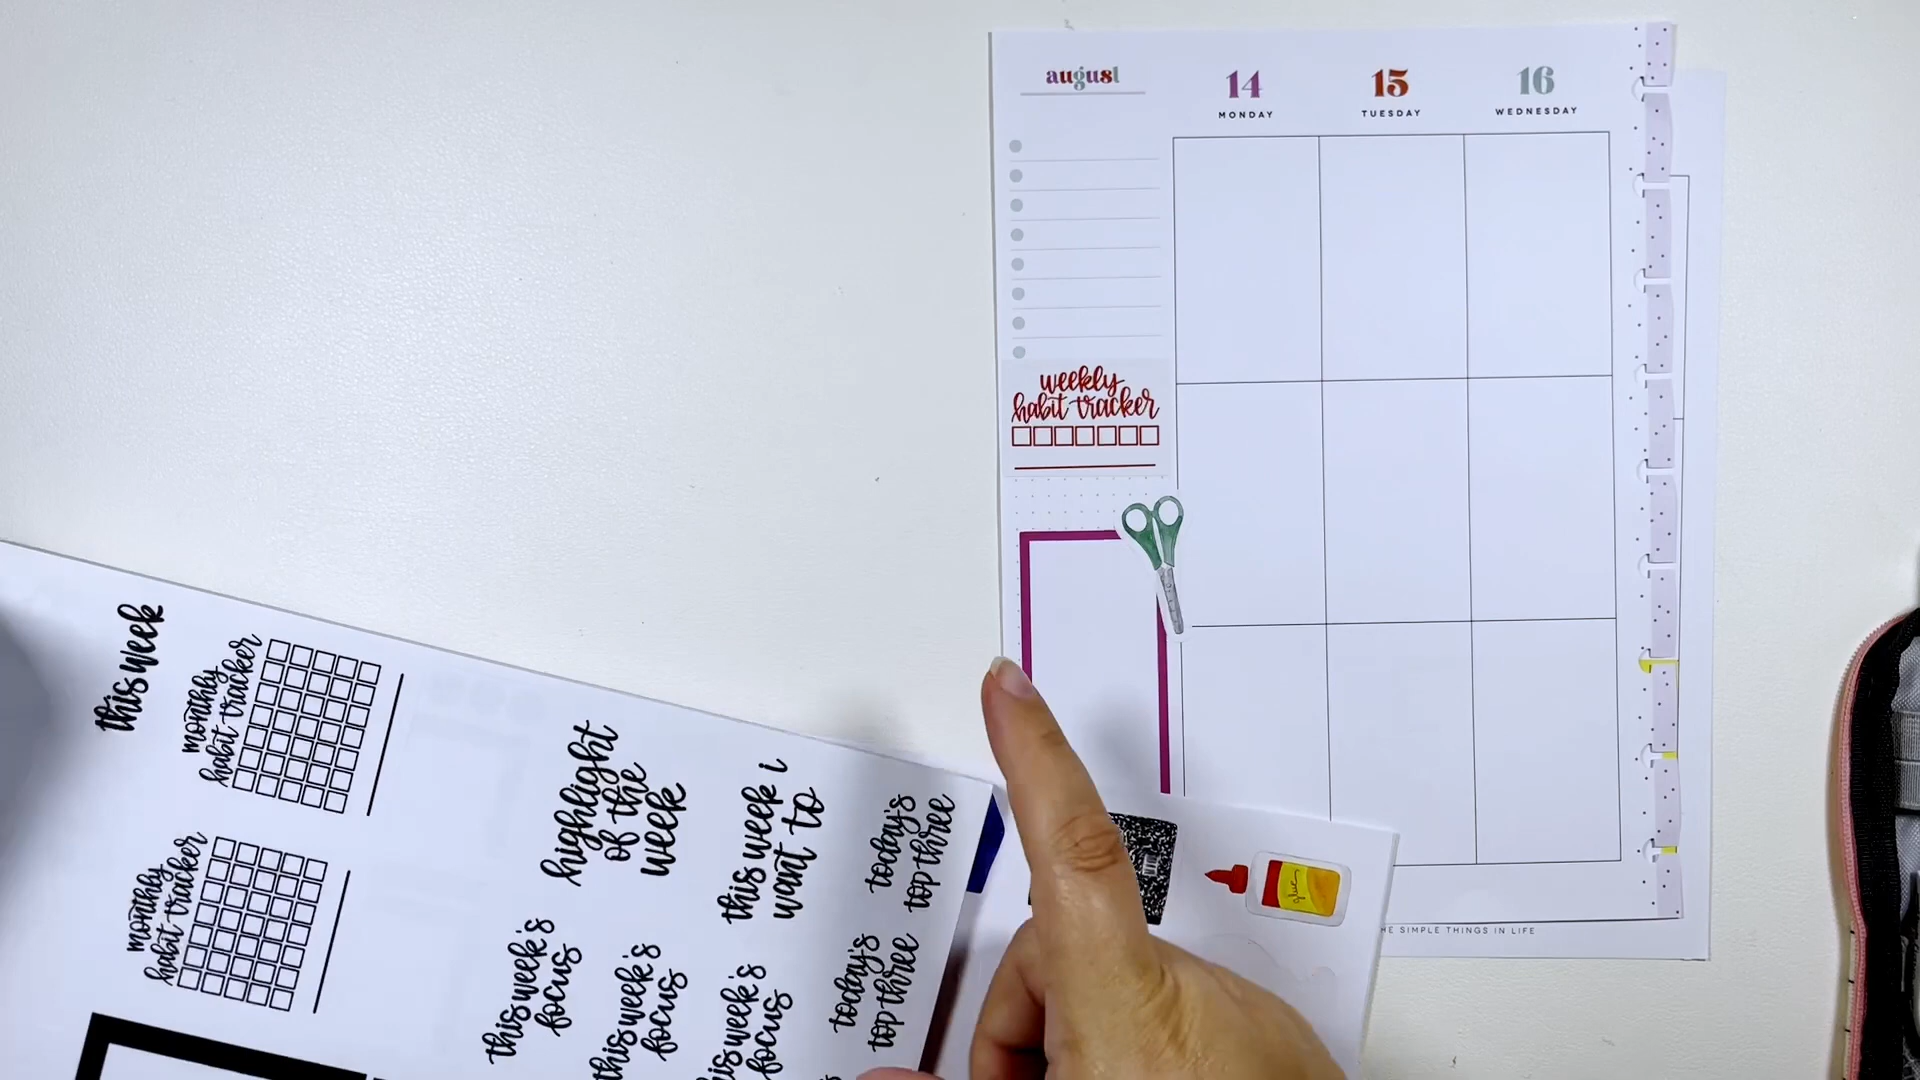 august
14
MONDAY
15
TUESDAY
16
WEDNESDAY
weekly
habit tracker
this week
monthly
habit tracker
monthly
habit tracker
highlight
of the
week
this week i
want to
today's
top three
this week's
focus
this week's
focus
this week's
focus
today's
top three
glue
THE SIMPLE THINGS IN LIFE